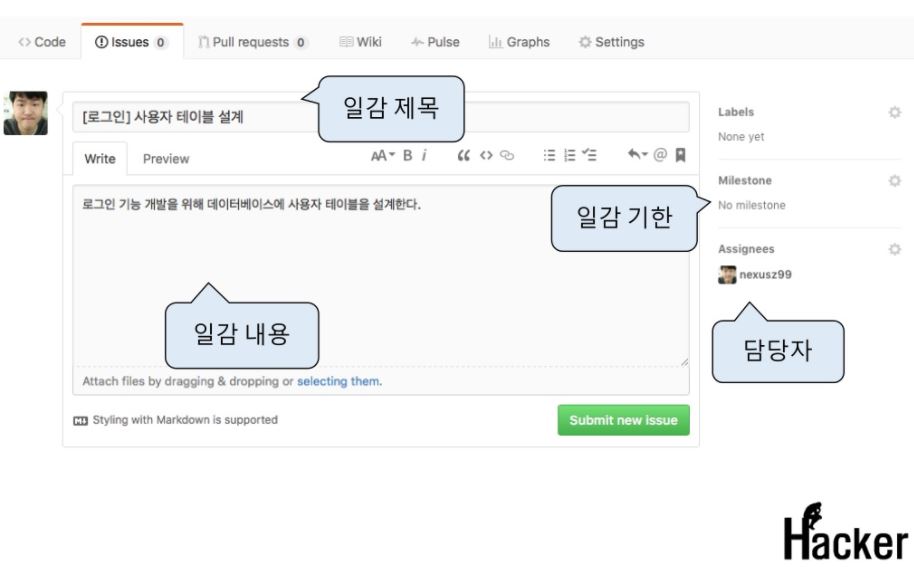 Code
Issues 0
Pull requests 0
Wiki
Pulse
Graphs
Settings
[로그인] 사용자 테이블 설계
일감 제목
Labels
None yet
Write
Preview
AA B i
로그인 기능 개발을 위해 데이터베이스에 사용자 테이블을 설계한다.
일감 기한
Milestone
No milestone
Assignees
nexusz99
일감 내용
담당자
Attach files by dragging & dropping or selecting them.
Styling with Markdown is supported
Submit new issue
Hacker